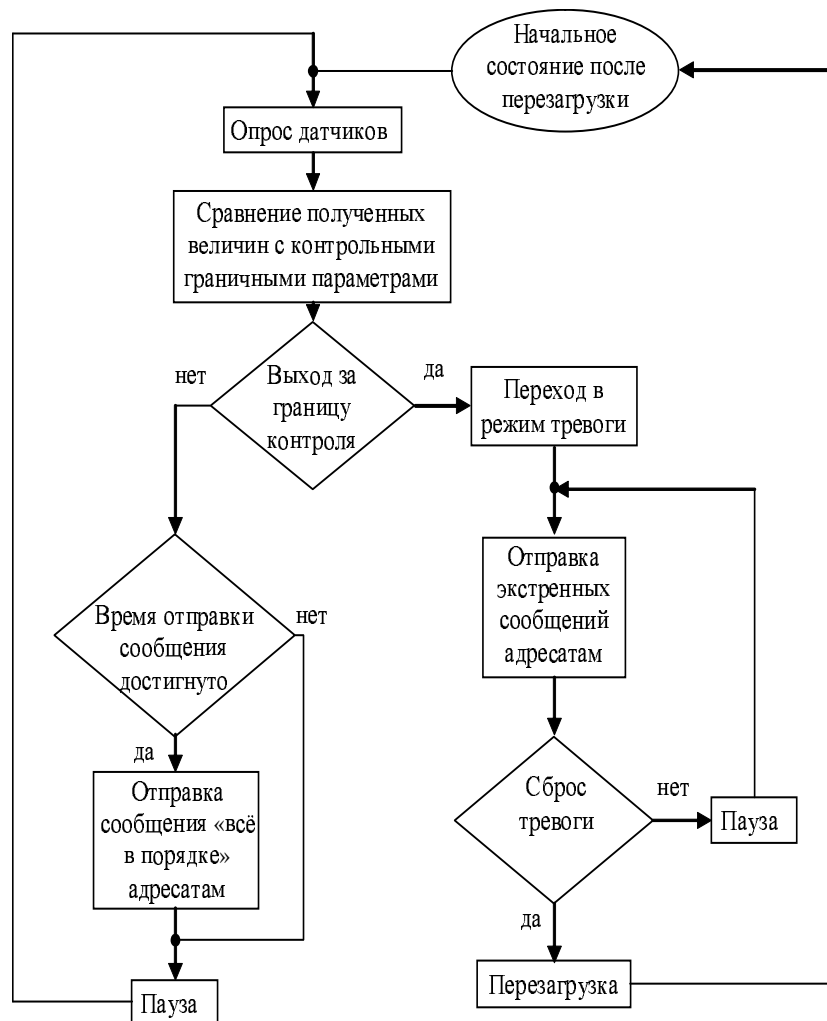 Начальное
состояние после
перезагрузки
Опрос датчиков
Сравнение полученных
величин с контрольными
граничными параметрами
нет
Выход за
границу
контроля
да
Переход в
режим тревоги
Время отправки
сообщения
достигнуто
нет
да
Отправка
сообщения «всё
в порядке»
адресатам
Пауза
Отправка
экстренных
сообщений
адресатам
Сброс
тревоги
нет
Пауза
да
Перезагрузка